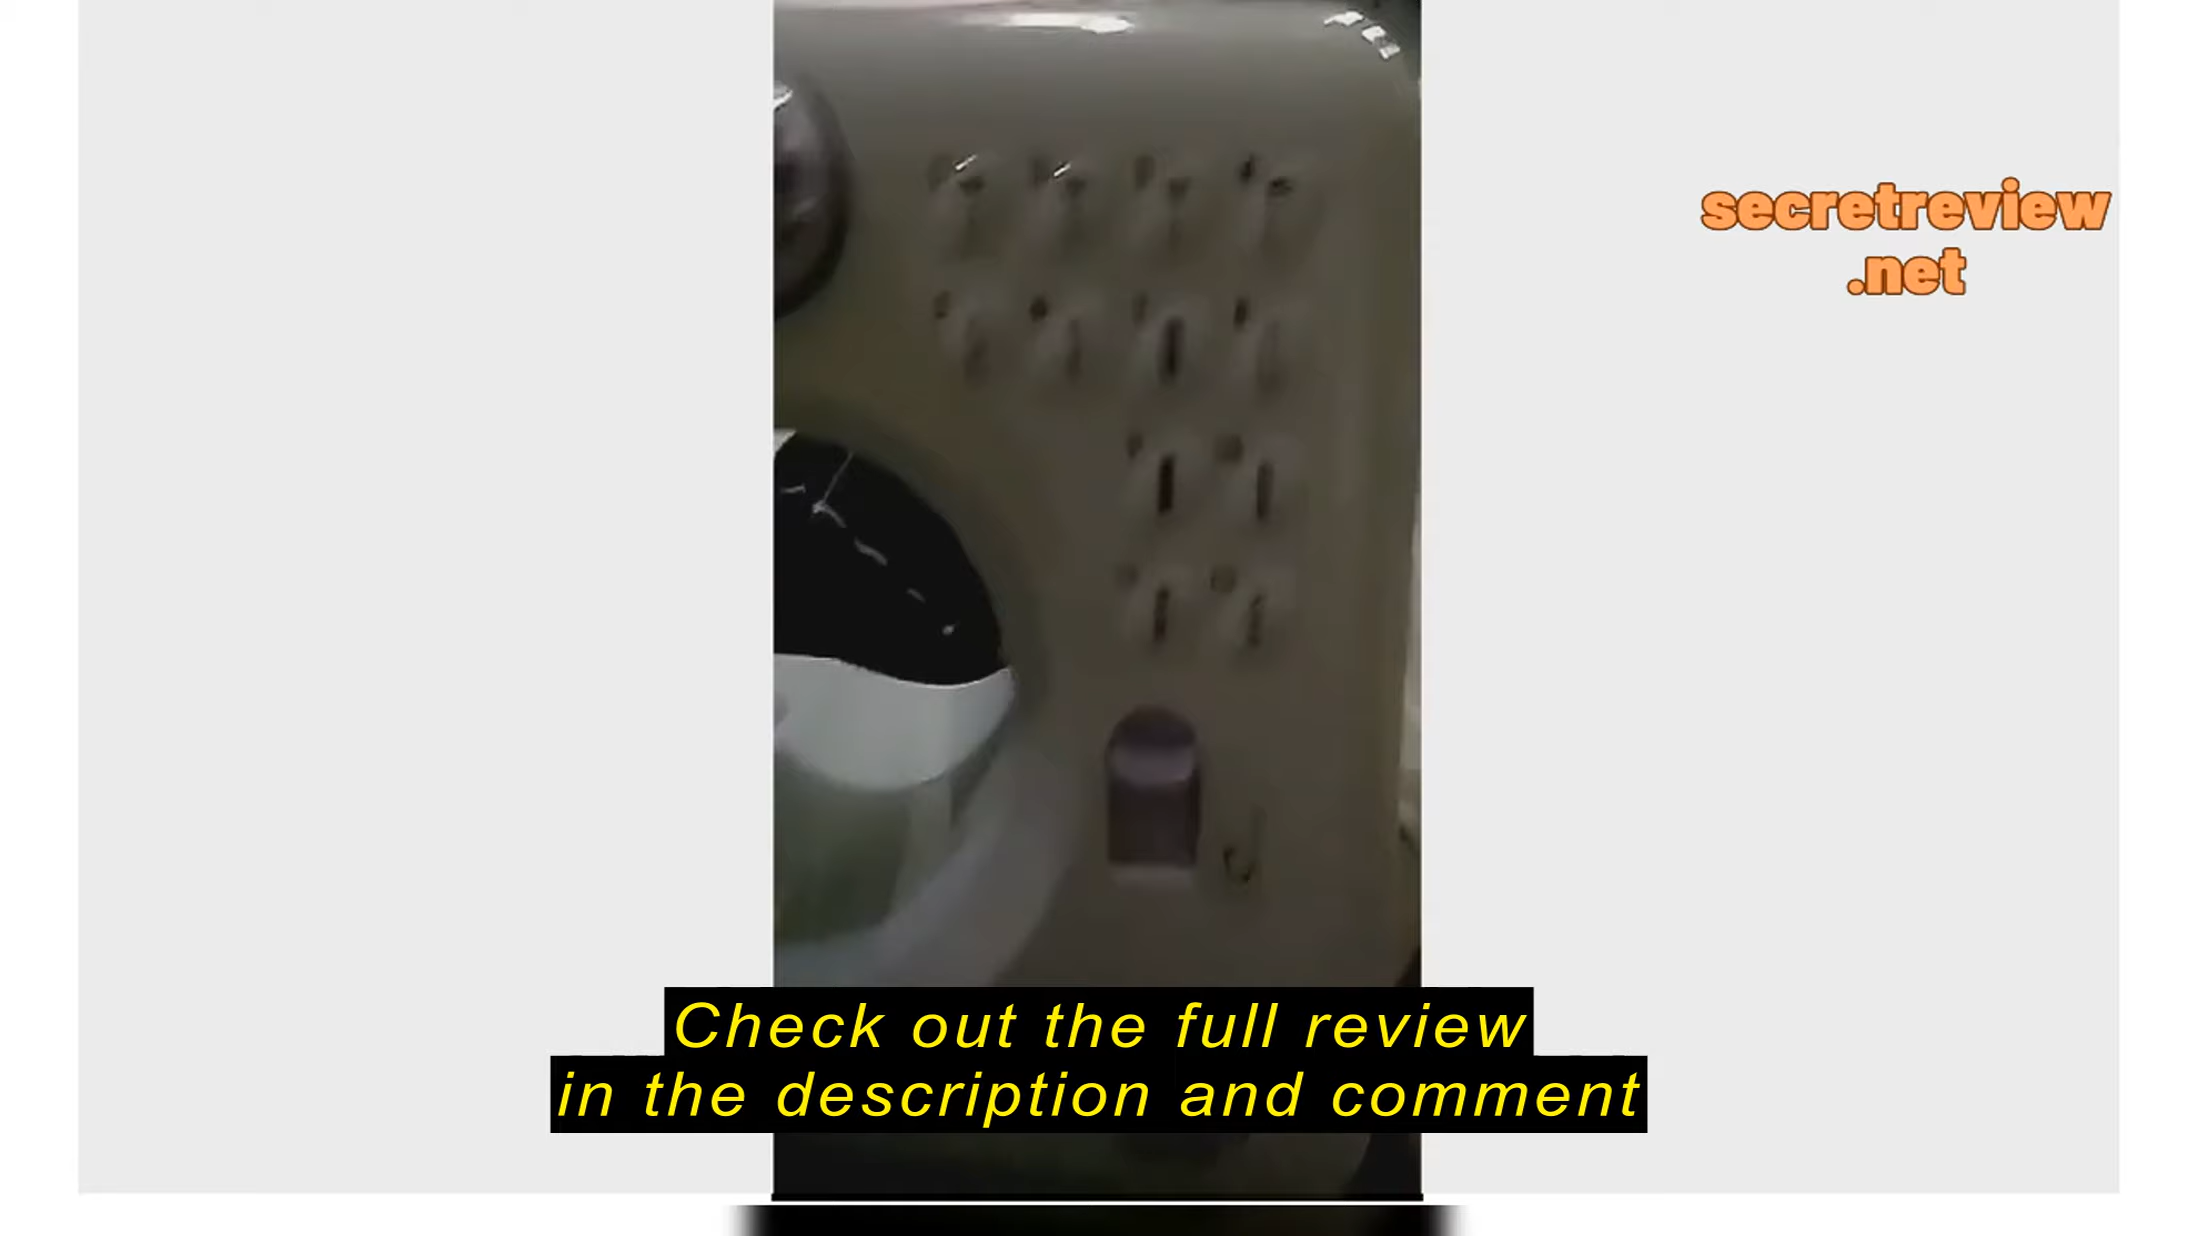 secretreview
.net
Check out the full review
in the description and comment